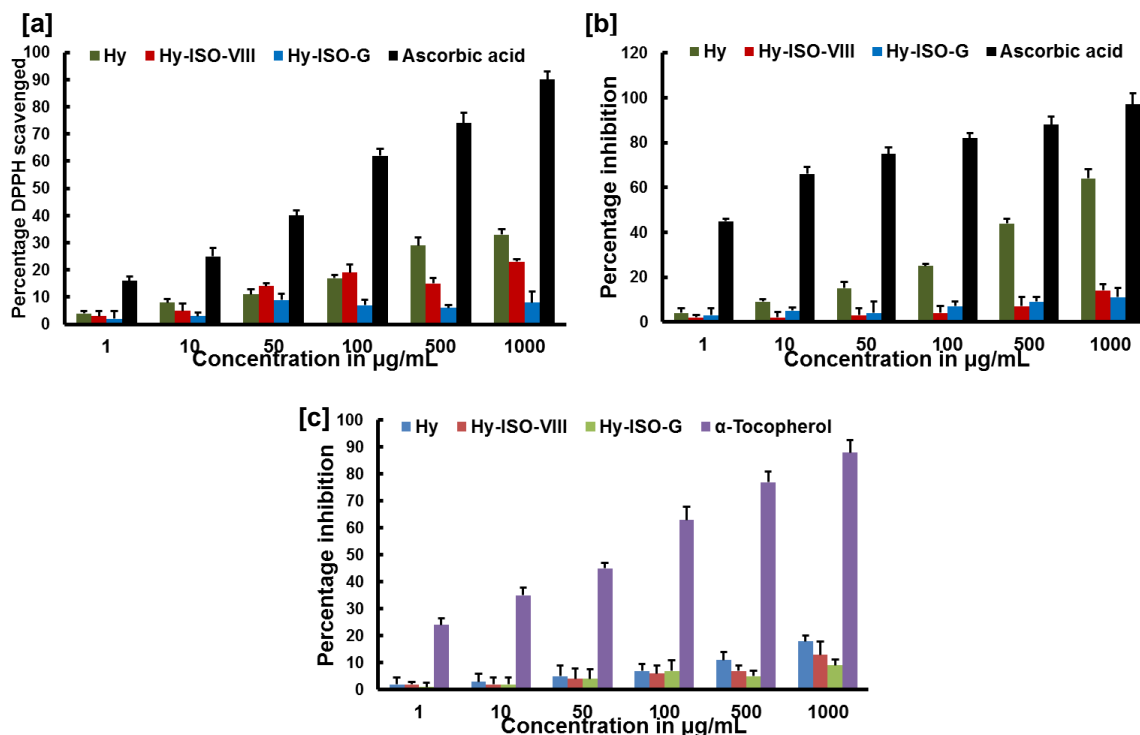 [a]
100
90
80
70
60
50
40
30
20
10
0
Percentage DPPH scavenged
Hy Hy-ISO-VIII Hy-ISO-G Ascorbic acid
1 10 50 100 500 1000
Concentration in µg/mL
[b]
120
100
80
60
40
20
0
Percentage inhibition
Hy Hy-ISO-VIII Hy-ISO-G Ascorbic acid
1 10 50 100 500 1000
Concentration in µg/mL
[c]
100
90
80
70
60
50
40
30
20
10
0
Percentage inhibition
Hy Hy-ISO-VIII Hy-ISO-G α-Tocopherol
1 10 50 100 500 1000
Concentration in µg/mL